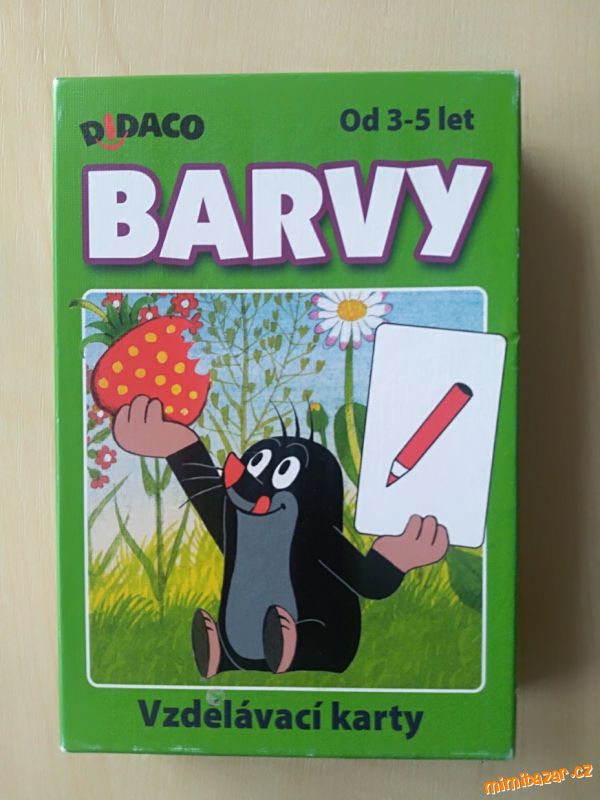 DIDACO
Od 3-5 let
BARVY
Vzdělávací karty
mimibazar.cz